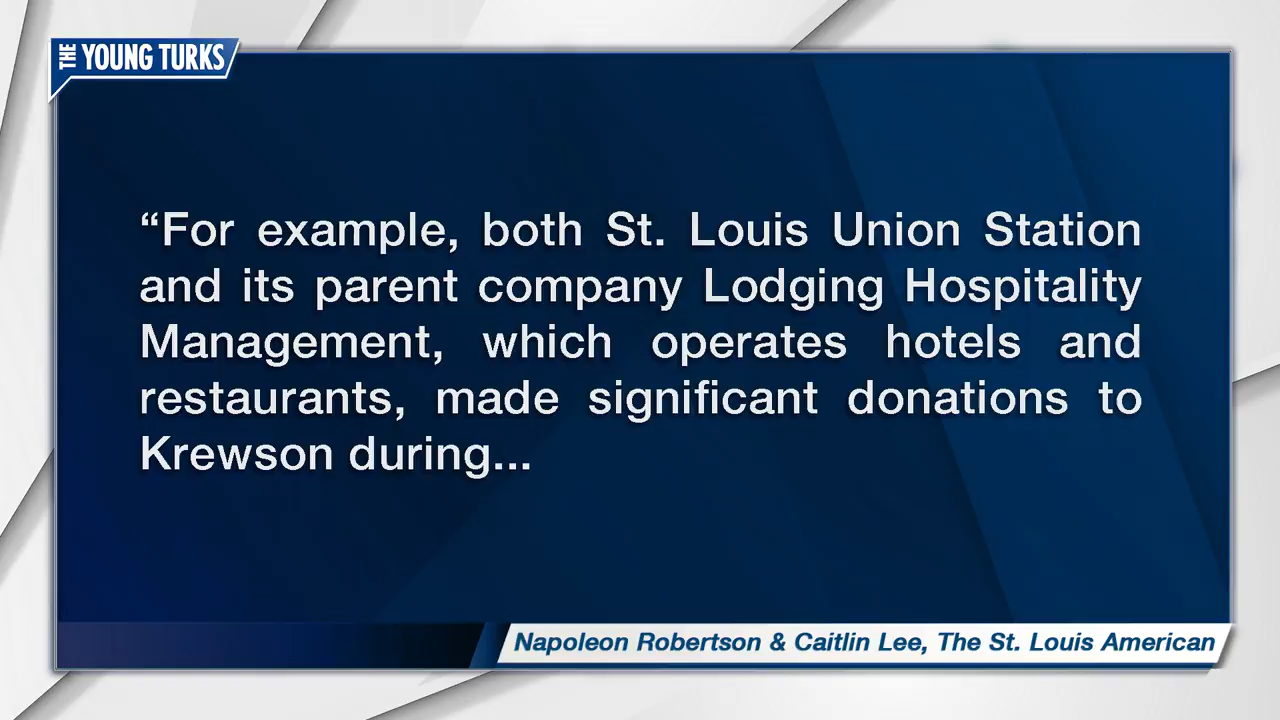 THE YOUNG TURKS
“For example, both St. Louis Union Station
and its parent company Lodging Hospitality
Management, which operates hotels and
restaurants, made significant donations to
Krewson during...
Napoleon Robertson & Caitlin Lee, The St. Louis American